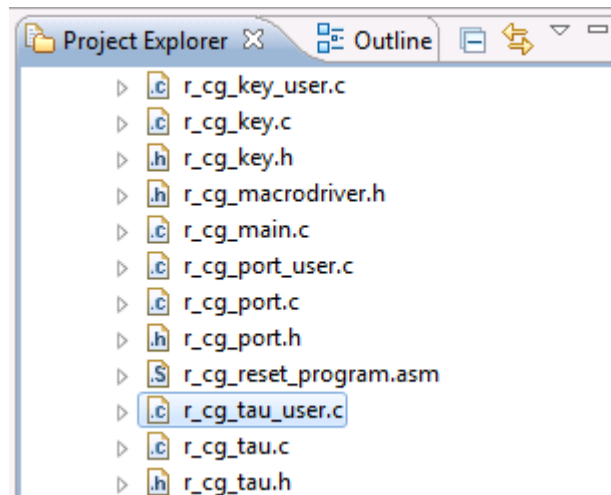 Project Explorer Outline
.c r_cg_key_user.c
.c r_cg_key.c
.h r_cg_key.h
.h r_cg_macrodriver.h
.c r_cg_main.c
.c r_cg_port_user.c
.c r_cg_port.c
.h r_cg_port.h
.S r_cg_reset_program.asm
.c r_cg_tau_user.c
.c r_cg_tau.c
.h r_cg_tau.h